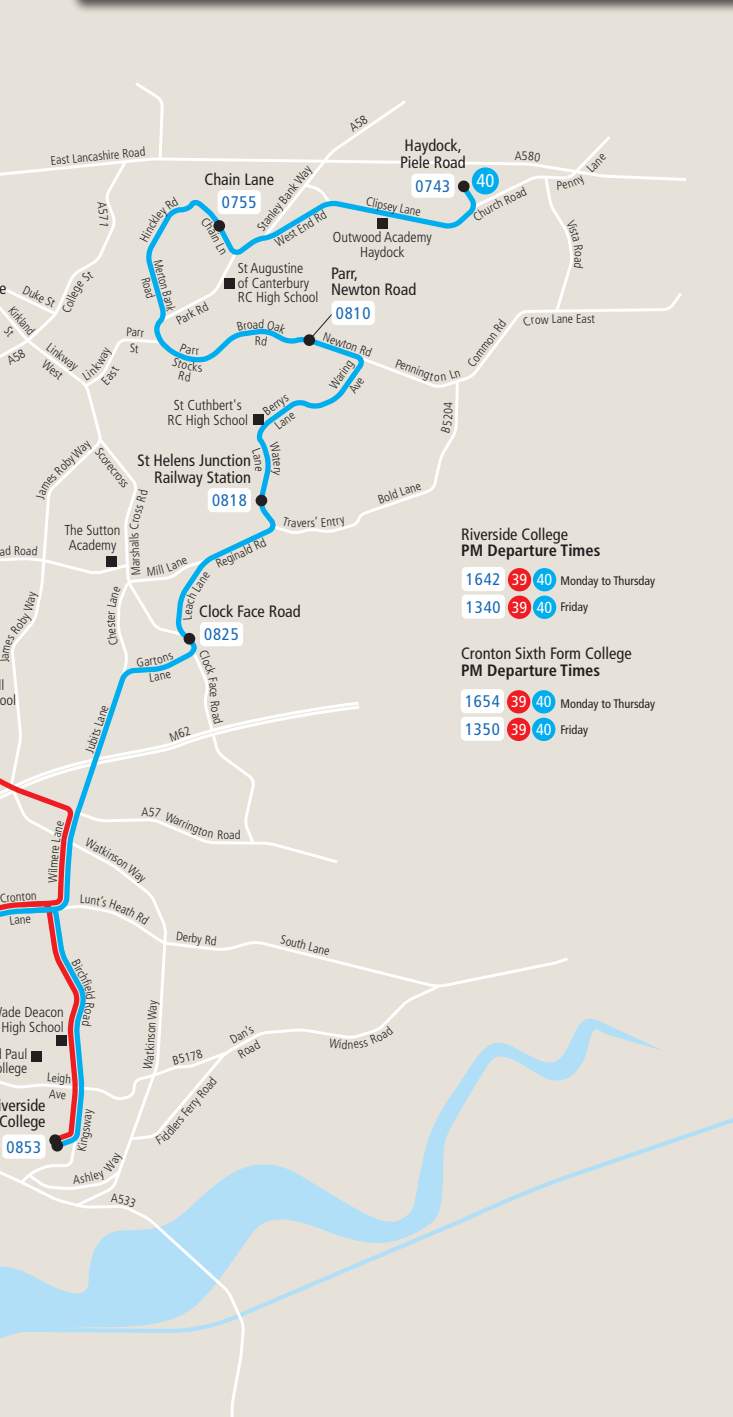 A58
East Lancashire Road
Haydock,
Piele Road
0743
40
A580
Penny Lane
Church Road
Chain Lane
0755
Stanley Bank Way
Clipsey Lane
West End Rd
Hinckley Rd
Chain Ln
A571
Outwood Academy
Haydock
Vista Road
St Augustine
of Canterbury
RC High School
Merton Bank
Road
Park Rd
Parr,
Newton Road
0810
College St
Duke St
Kirkland
St
A58
Crow Lane East
Common Rd
Broad Oak
Rd
Newton Rd
Pennington Ln
Parr
St
Parr
Stocks
Rd
Linkway
West
Linkway
East
Waring
Ave
St Cuthbert's
RC High School
Berrys
Lane
B5204
James Roby Way
Scorecross
Watery
Lane
St Helens Junction
Railway Station
0818
Bold Lane
Travers' Entry
Marshalls Cross Rd
The Sutton
Academy
ad Road
Mill Lane
Reginald Rd
Riverside College
PM Departure Times
1642 39 40 Monday to Thursday
1340 39 40 Friday
Leach Lane
Chester Lane
James Roby Way
Clock Face Road
0825
Cronton Sixth Form College
PM Departure Times
1654 39 40 Monday to Thursday
1350 39 40 Friday
Gartons
Lane
Clock Face Road
e
ll
ool
Jubits Lane
M62
A57 Warrington Road
Wilmere Lane
Watkinson Way
Cronton
Lane
Lunt's Heath Rd
Derby Rd
South Lane
Birchfield Road
Wade Deacon
High School
l Paul
ollege
Watkinson Way
Dan's
Road
Widness Road
B5178
Leigh
Ave
Fiddlers Ferry Road
iverside
College
0853
Kingsway
Ashley Way
A533